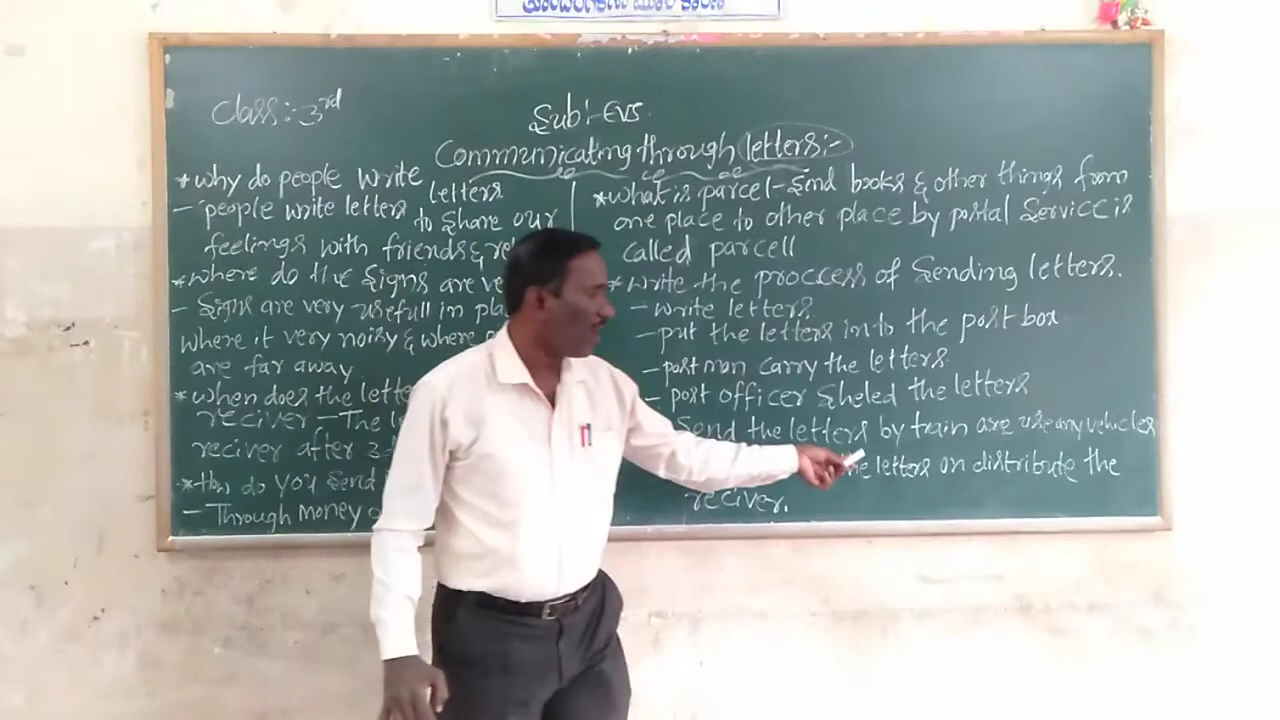 Class:- 3rd
Sub:- EVS
Communicating through letters:-
* why do people write letters
- people write letters to share our
feelings with friends &
* where do the signs are
- signs are very usefull in
where it very noisy & where
are far away
* when does the
reciver - The
reciver after 3
* How do you send
- Through money
* what is parcel - send books & other things from
one place to other place by postal Service is
called parcell
* write the proccess of sending letters.
- write letters
- put the letters into the post box
- post man carry the letters.
- post officer sheled the letters
Send the letters by train are use any vehicles
the letters on distribute the
reciver.